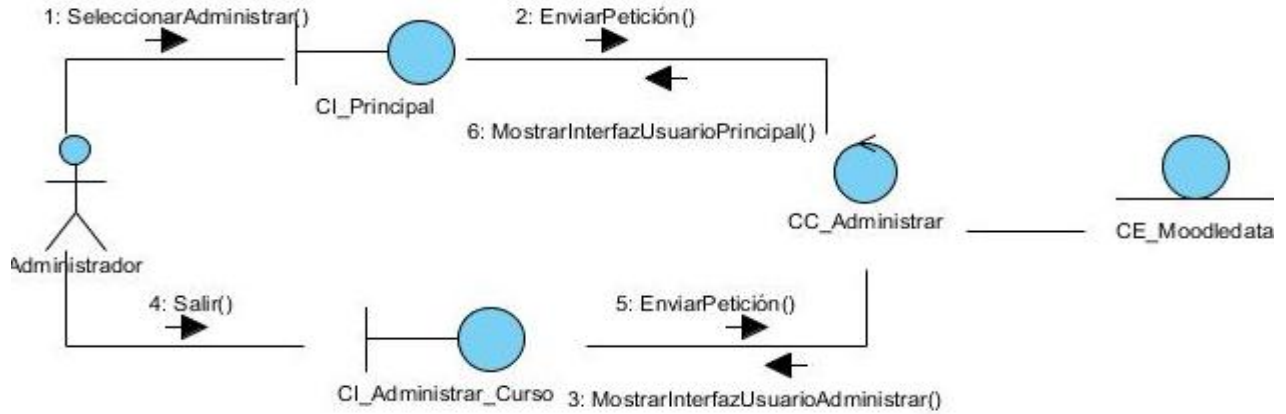 1: SeleccionarAdministrar()
2: EnviarPetición()
CI_Principal
6: MostrarInterfazUsuarioPrincipal()
CC_Administrar
CE_Moodledata
Administrador
4: Salir()
5: EnviarPetición()
CI_Administrar_Curso
3: MostrarInterfazUsuarioAdministrar()